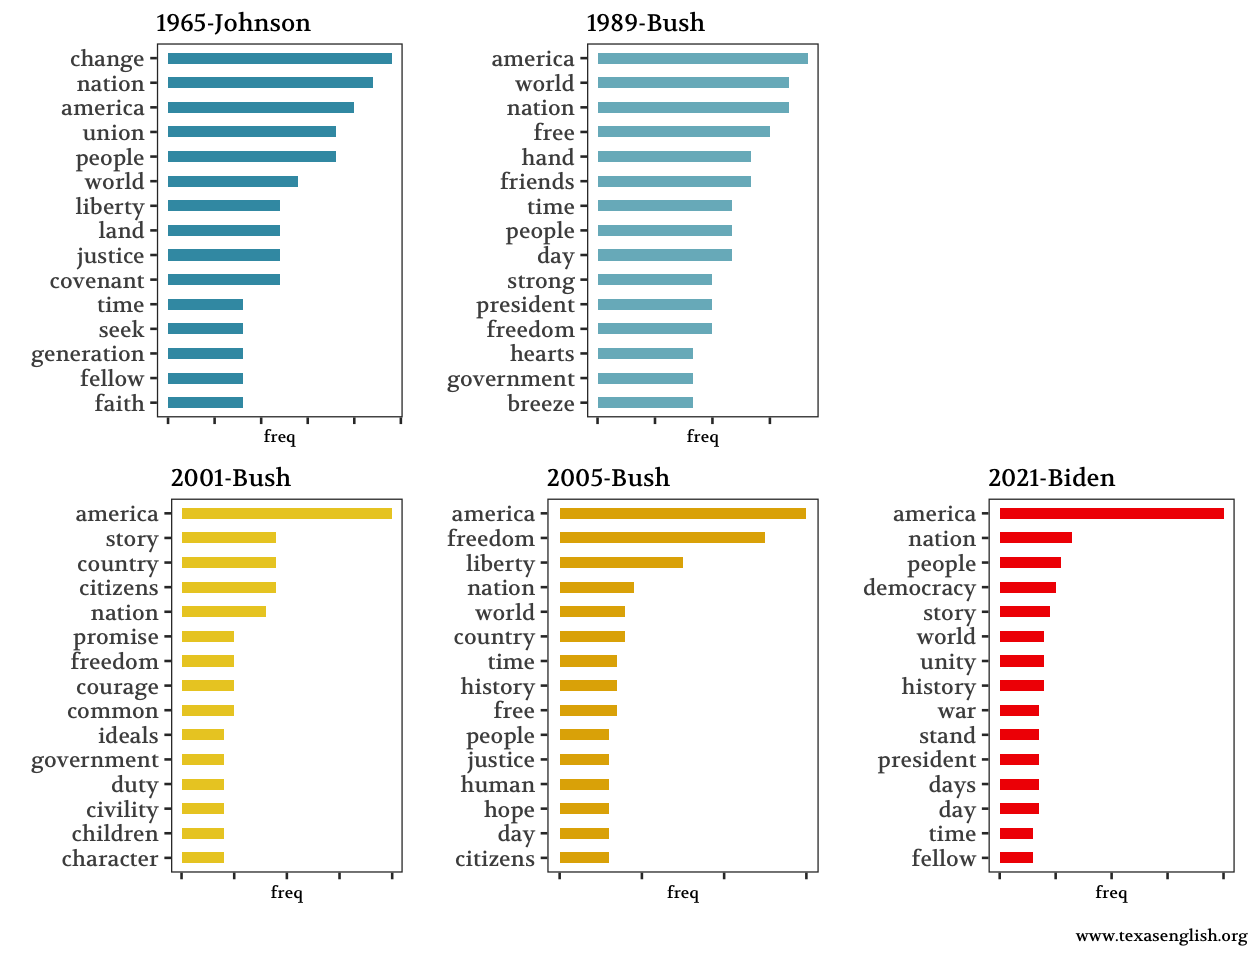 1965-Johnson
change
nation
america
union
people
world
liberty
land
justice
covenant
time
seek
generation
fellow
faith
freq
1989-Bush
america
world
nation
free
hand
friends
time
people
day
strong
president
freedom
hearts
government
breeze
freq
2001-Bush
america
story
country
citizens
nation
promise
freedom
courage
common
ideals
government
duty
civility
children
character
freq
2005-Bush
america
freedom
liberty
nation
world
country
time
history
free
people
justice
human
hope
day
citizens
freq
2021-Biden
america
nation
people
democracy
story
world
unity
history
war
stand
president
days
day
time
fellow
freq
www.texasenglish.org